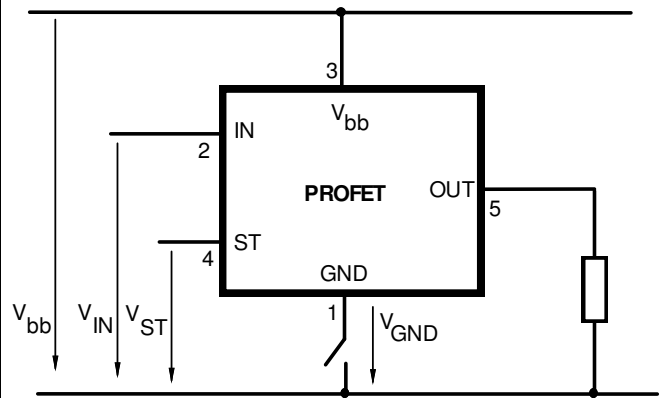 3
V_bb
IN
2
PROFET
OUT
5
ST
4
GND
1
V_bb
V_IN
V_ST
V_GND